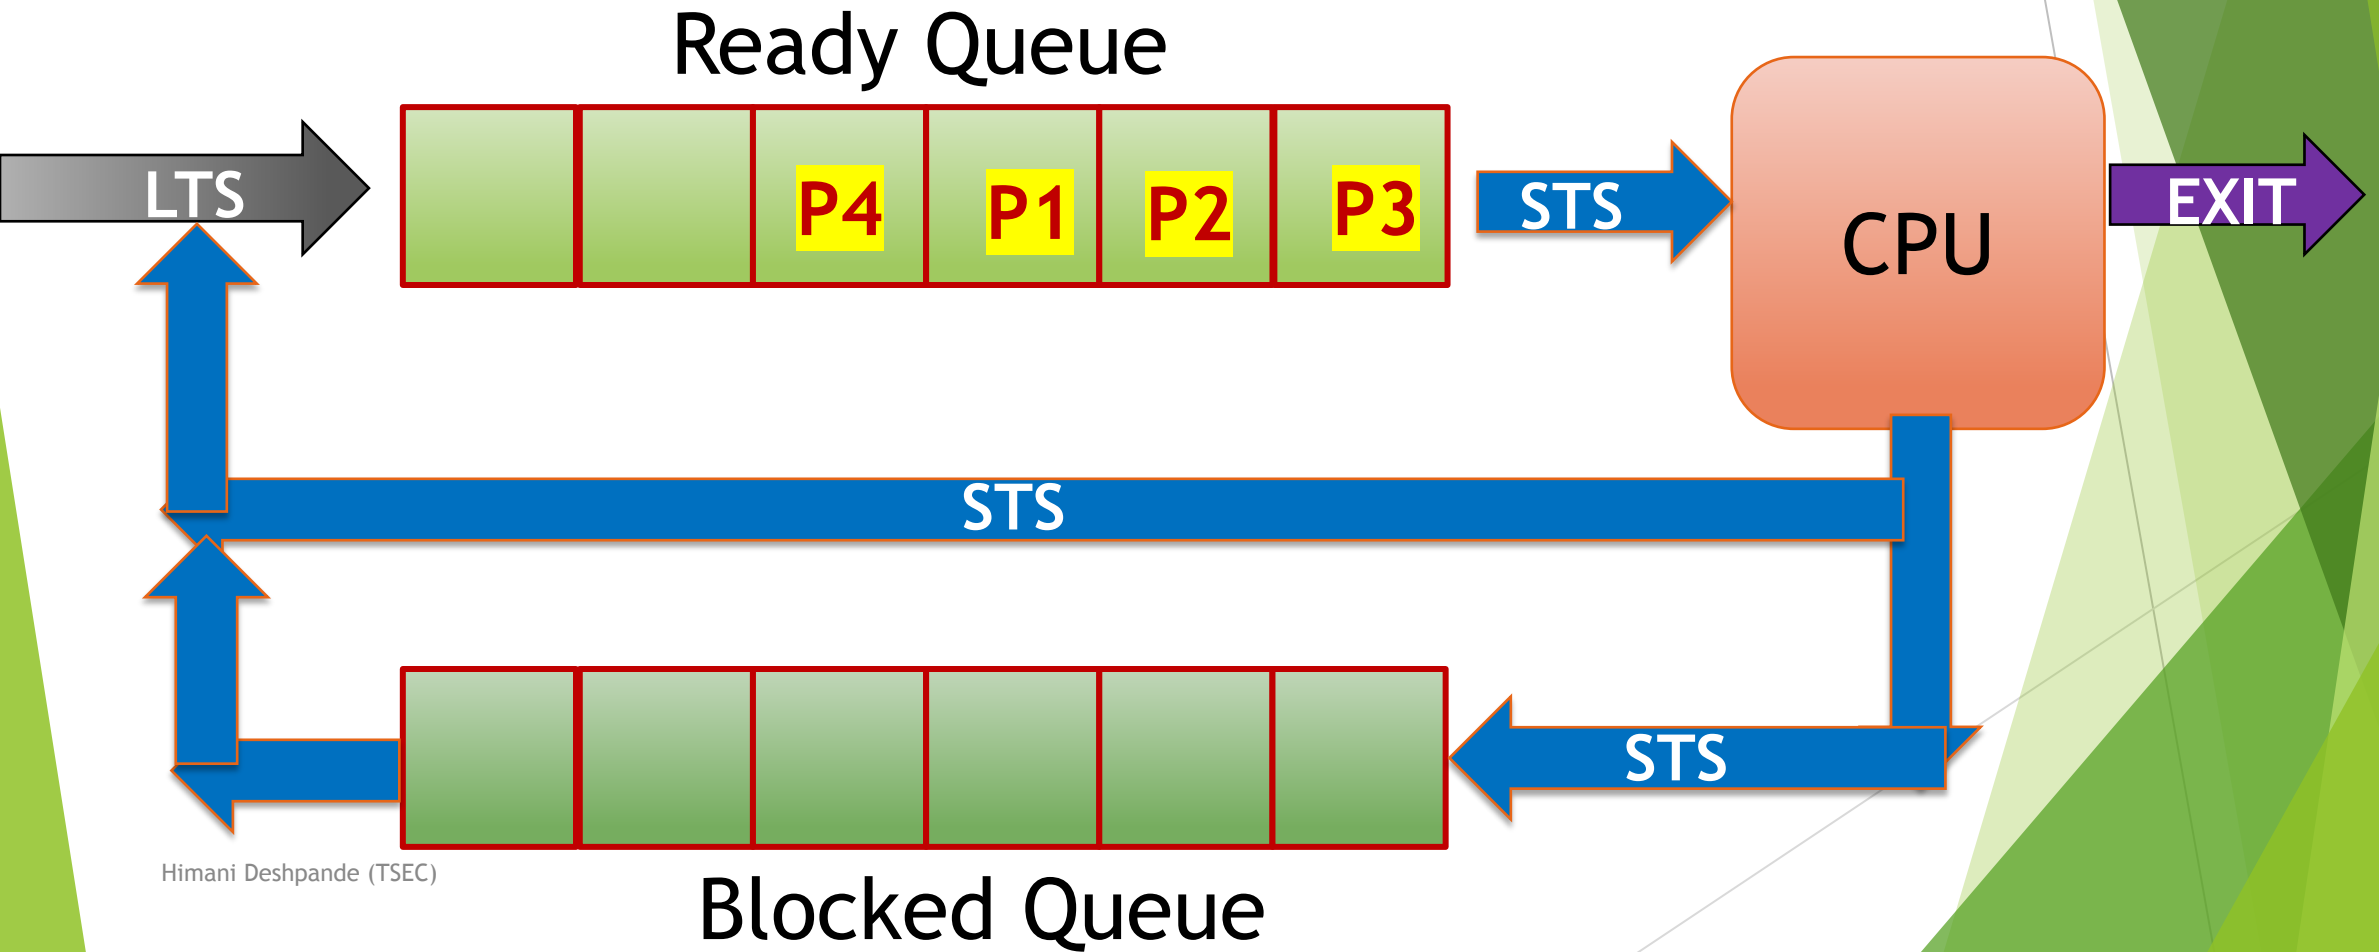 Ready Queue
LTS
P4 P1 P2 P3
STS
CPU
EXIT
STS
STS
Himani Deshpande (TSEC)
Blocked Queue